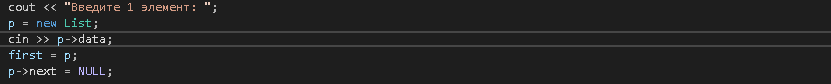 cout << "Введите 1 элемент: ";
p = new List;
cin >> p->data;
first = p;
p->next = NULL;